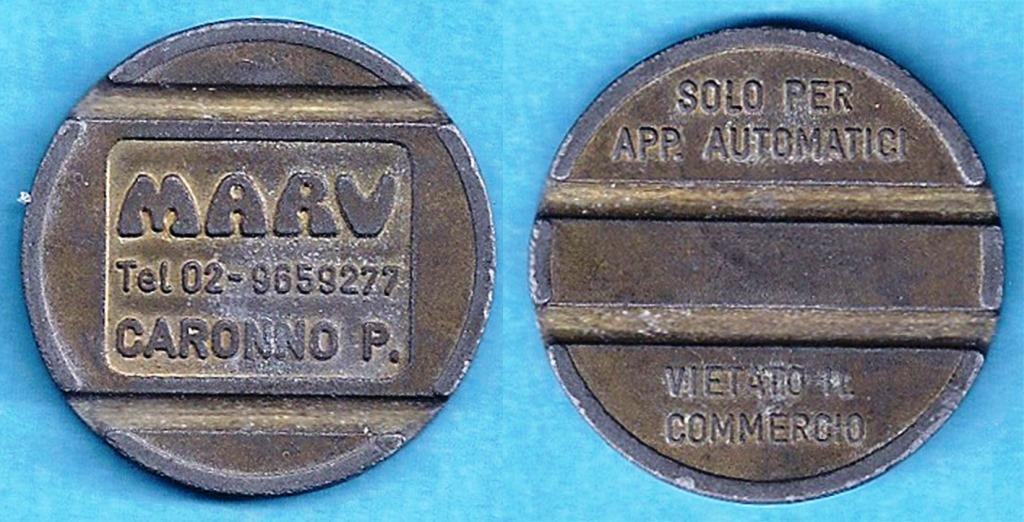 MARV
Tel 02-9659277
CARONNO P.
SOLO PER
APP. AUTOMATICI
VIETATO IL
COMMERCIO